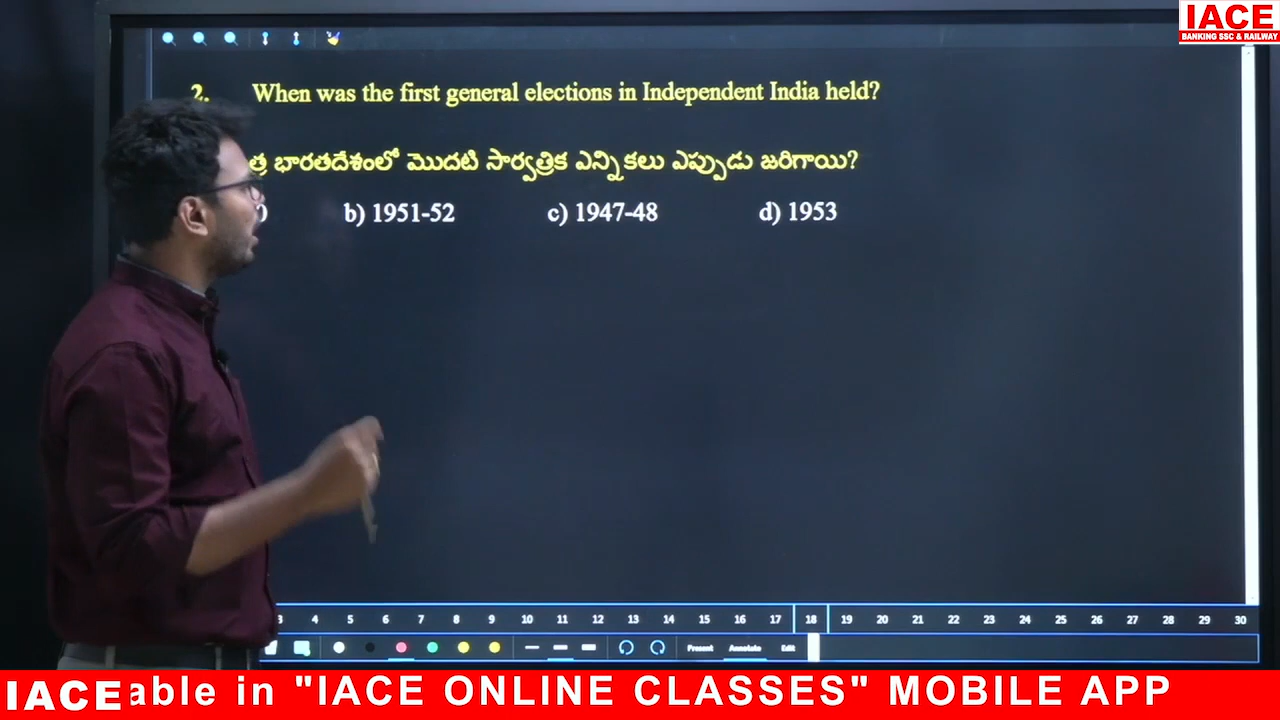 IACE
BANKING SSC & RAILWAY
2. When was the first general elections in Independent India held?
త్ర భారతదేశంలో మొదటి సార్వత్రిక ఎన్నికలు ఎప్పుడు జరిగాయి?
b) 1951-52 c) 1947-48 d) 1953
3 4 5 6 7 8 9 10 11 12 13 14 15 16 17 18 19 20 21 22 23 24 25 26 27 28 29 30
Present Annotate Edit
IACE able in "IACE ONLINE CLASSES" MOBILE APP